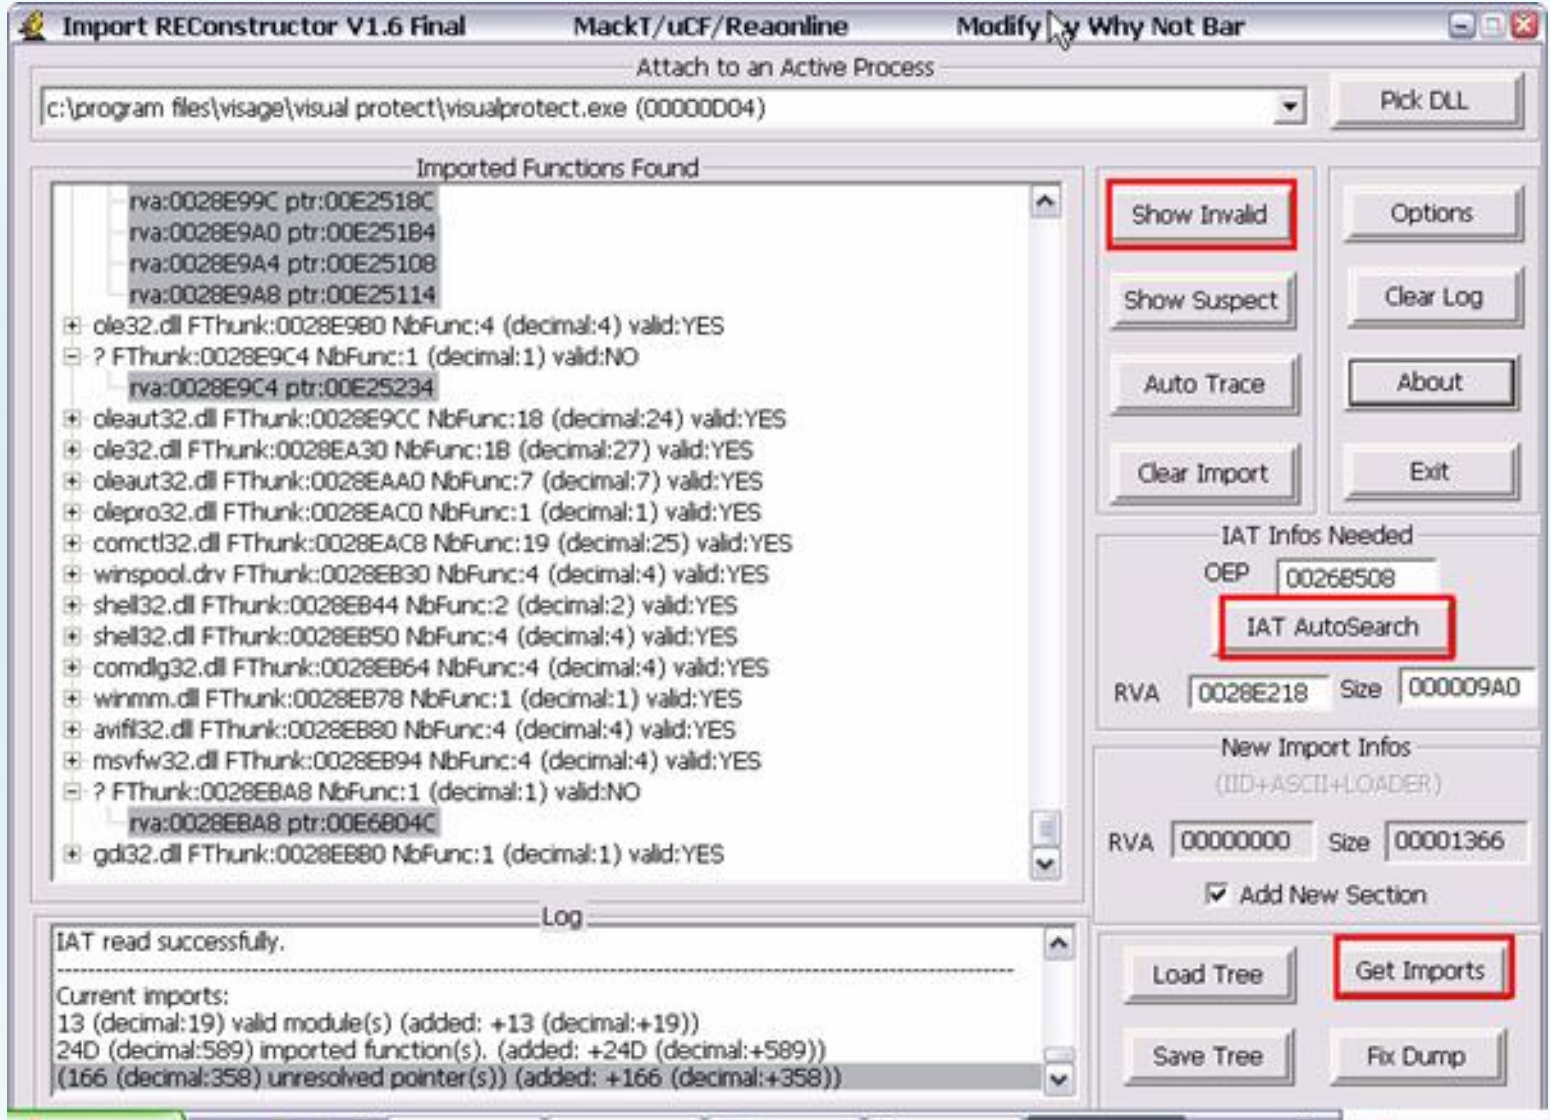 Import REConstructor V1.6 Final MackT/uCF/Reaonline Modify by Why Not Bar
Attach to an Active Process
c:\program files\visage\visual protect\visualprotect.exe (00000D04)
Pick DLL
Imported Functions Found
rva:0028E99C ptr:00E2518C
rva:0028E9A0 ptr:00E251B4
rva:0028E9A4 ptr:00E25108
rva:0028E9A8 ptr:00E25114
ole32.dll FThunk:0028E9B0 NbFunc:4 (decimal:4) valid:YES
? FThunk:0028E9C4 NbFunc:1 (decimal:1) valid:NO
rva:0028E9C4 ptr:00E25234
oleaut32.dll FThunk:0028E9CC NbFunc:18 (decimal:24) valid:YES
ole32.dll FThunk:0028EA30 NbFunc:1B (decimal:27) valid:YES
oleaut32.dll FThunk:0028EAA0 NbFunc:7 (decimal:7) valid:YES
olepro32.dll FThunk:0028EAC0 NbFunc:1 (decimal:1) valid:YES
comctl32.dll FThunk:0028EAC8 NbFunc:19 (decimal:25) valid:YES
winspool.drv FThunk:0028EB30 NbFunc:4 (decimal:4) valid:YES
shell32.dll FThunk:0028EB44 NbFunc:2 (decimal:2) valid:YES
shell32.dll FThunk:0028EB50 NbFunc:4 (decimal:4) valid:YES
comdlg32.dll FThunk:0028EB64 NbFunc:4 (decimal:4) valid:YES
winmm.dll FThunk:0028EB78 NbFunc:1 (decimal:1) valid:YES
avifil32.dll FThunk:0028EB80 NbFunc:4 (decimal:4) valid:YES
msvfw32.dll FThunk:0028EB94 NbFunc:4 (decimal:4) valid:YES
? FThunk:0028EBA8 NbFunc:1 (decimal:1) valid:NO
rva:0028EBA8 ptr:00E6B04C
gdi32.dll FThunk:0028EBB0 NbFunc:1 (decimal:1) valid:YES
Show Invalid
Options
Show Suspect
Clear Log
Auto Trace
About
Clear Import
Exit
IAT Infos Needed
OEP 0026B508
IAT AutoSearch
RVA 0028E218 Size 000009A0
New Import Infos
(IID+ASCII+LOADER)
RVA 00000000 Size 00001366
Add New Section
Log
IAT read successfully.
------------------------------------------------------------
Current imports:
13 (decimal:19) valid module(s) (added: +13 (decimal:+19))
24D (decimal:589) imported function(s). (added: +24D (decimal:+589))
(166 (decimal:358) unresolved pointer(s)) (added: +166 (decimal:+358))
Load Tree
Get Imports
Save Tree
Fix Dump